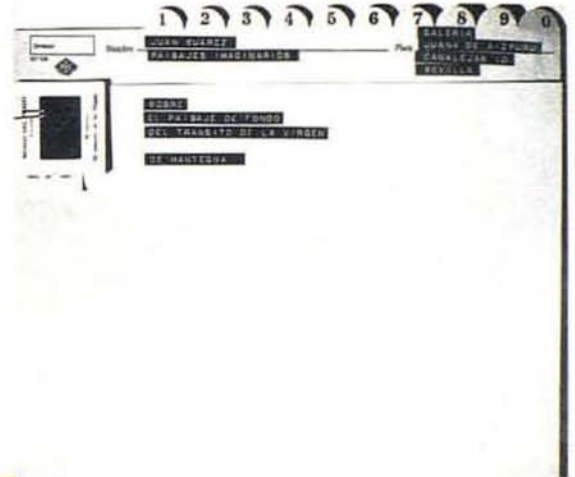 1 2 3 4 5 6 7 8 9 0
JUAN SUAREZ
PAISAJES IMAGINARIOS
GALERIA
JUANA DE AIZPURU
CANALEJAS 10
SEVILLA
SOBRE
EL PAISAJE DE FONDO
DEL TRANSITO DE LA VIRGEN
DE MANTEGNA